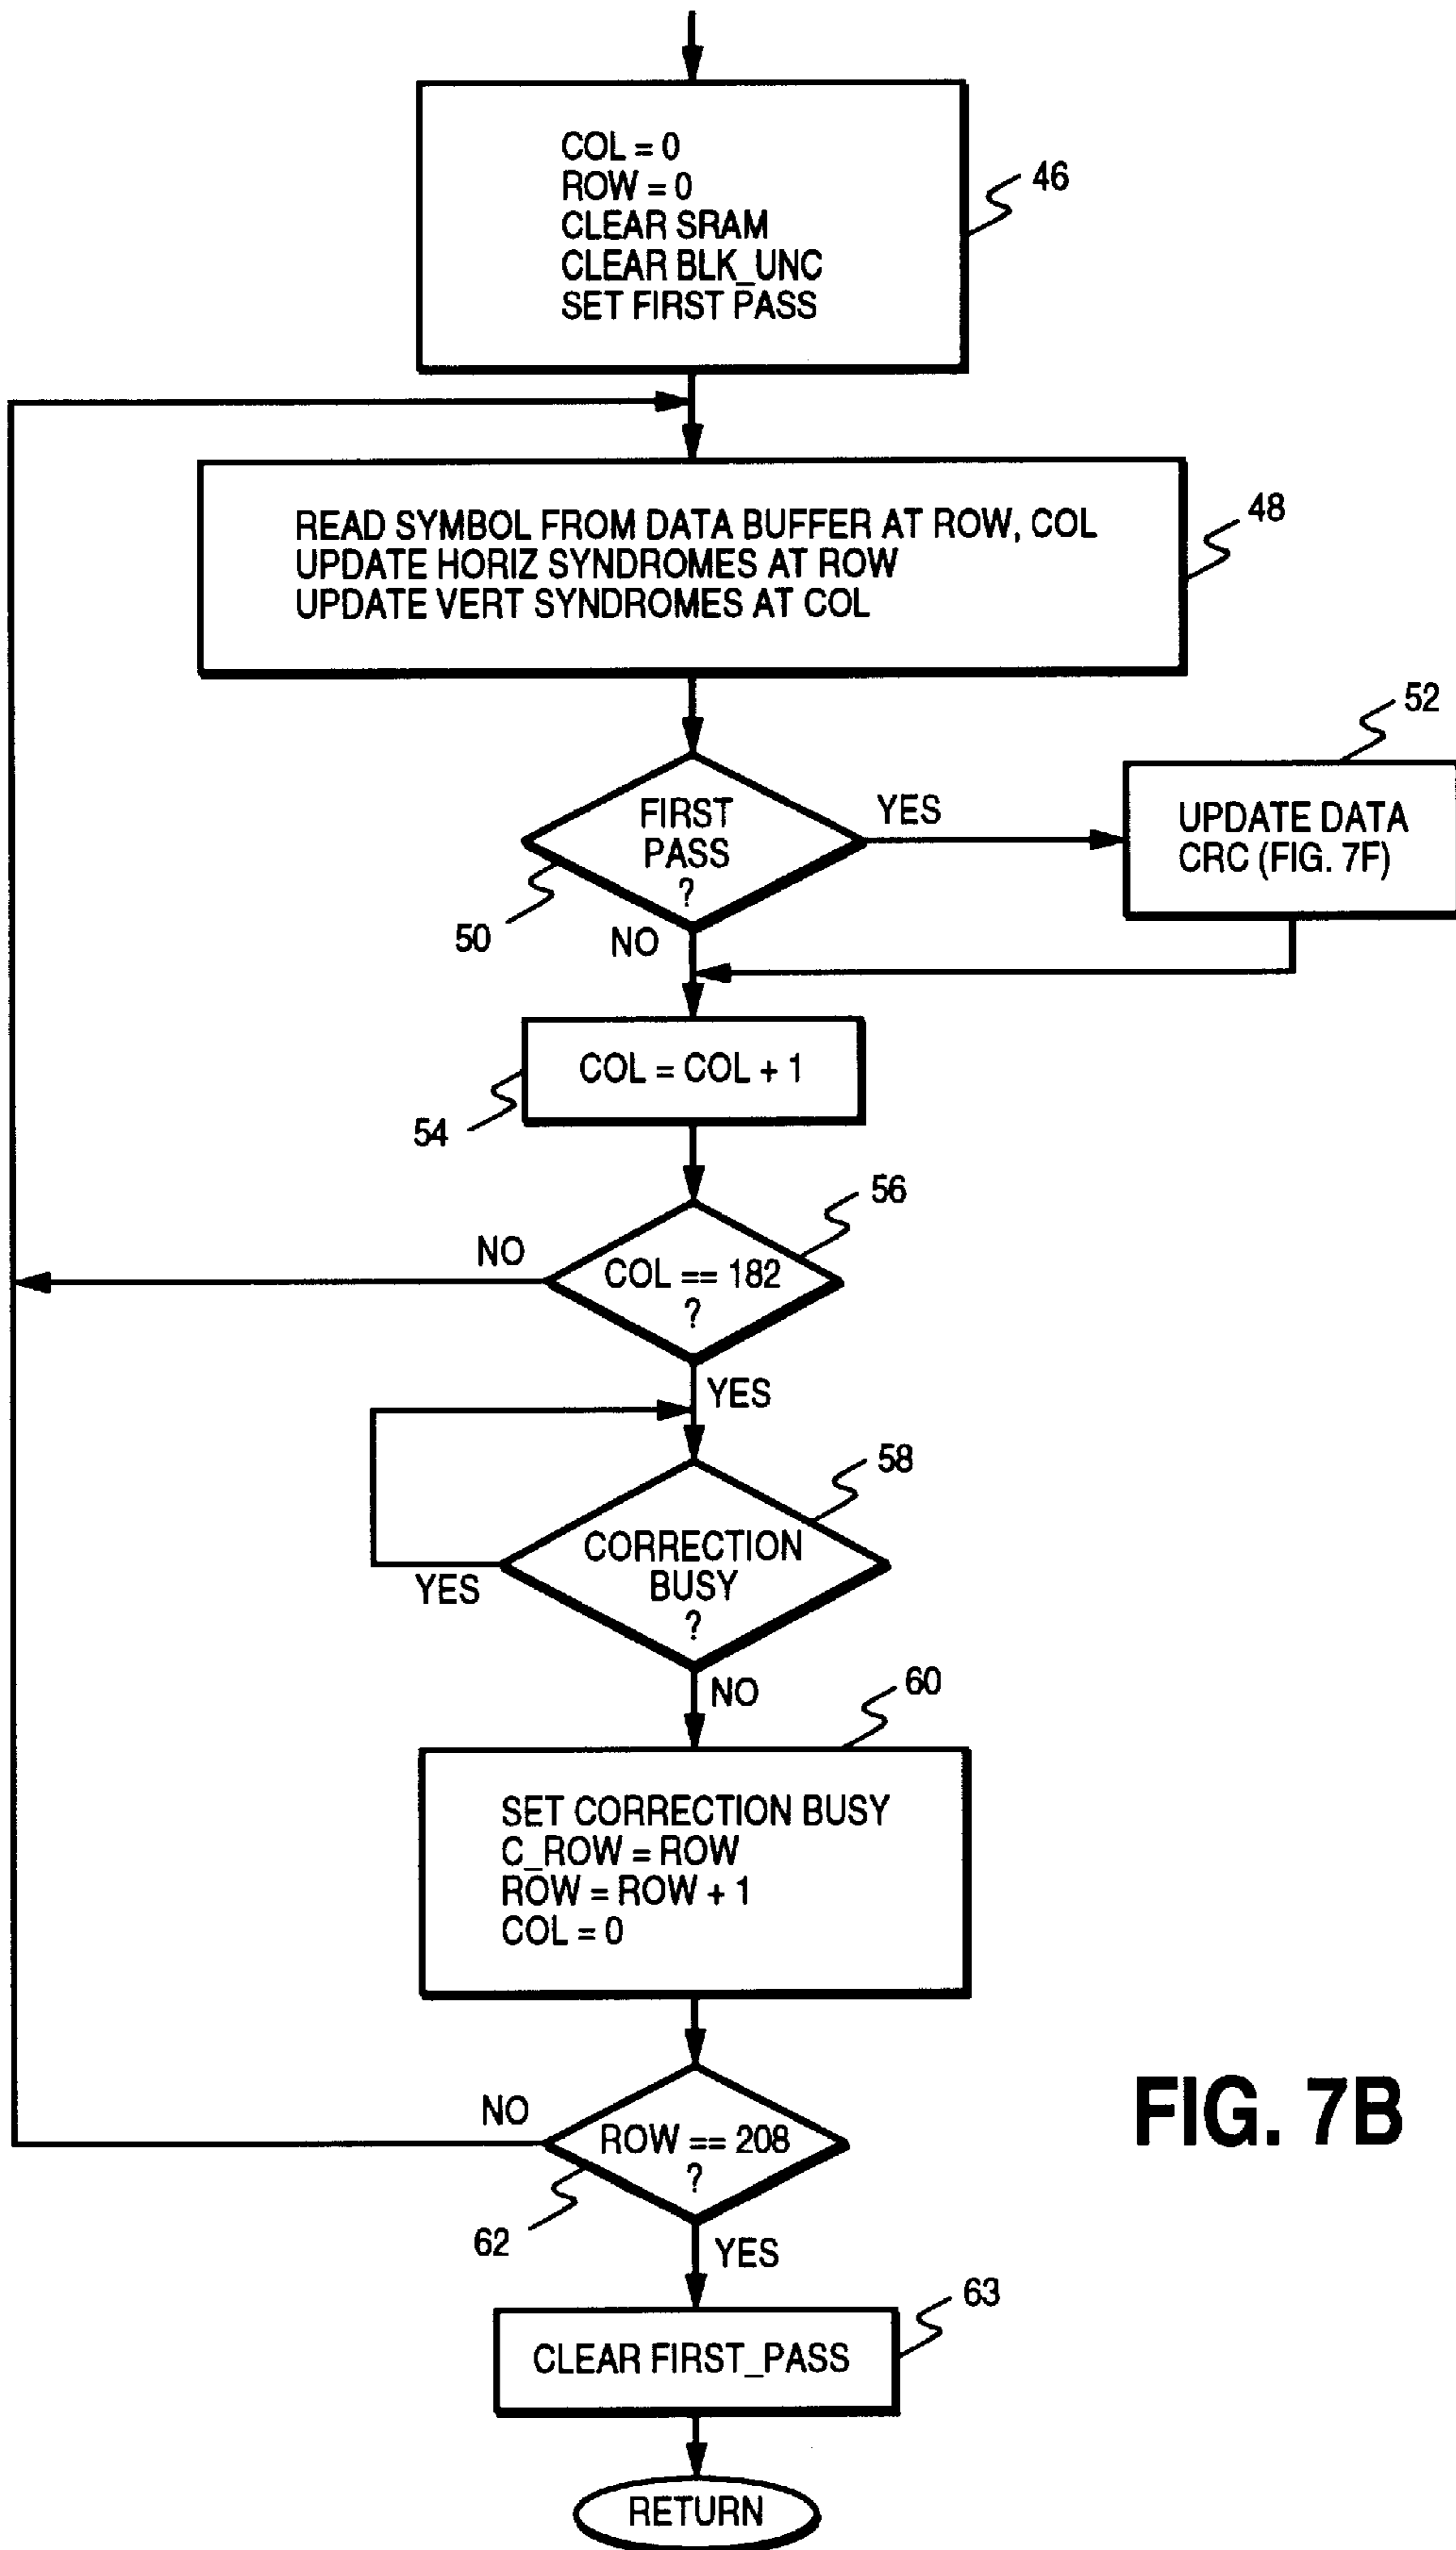 COL = 0
ROW = 0
CLEAR SRAM
CLEAR BLK_UNC
SET FIRST PASS
46
READ SYMBOL FROM DATA BUFFER AT ROW, COL
UPDATE HORIZ SYNDROMES AT ROW
UPDATE VERT SYNDROMES AT COL
48
FIRST
PASS
?
50
YES
NO
UPDATE DATA
CRC (FIG. 7F)
52
COL = COL + 1
54
COL == 182
?
56
NO
YES
CORRECTION
BUSY
?
58
YES
NO
SET CORRECTION BUSY
C_ROW = ROW
ROW = ROW + 1
COL = 0
60
ROW == 208
?
62
NO
YES
CLEAR FIRST_PASS
63
RETURN
FIG. 7B